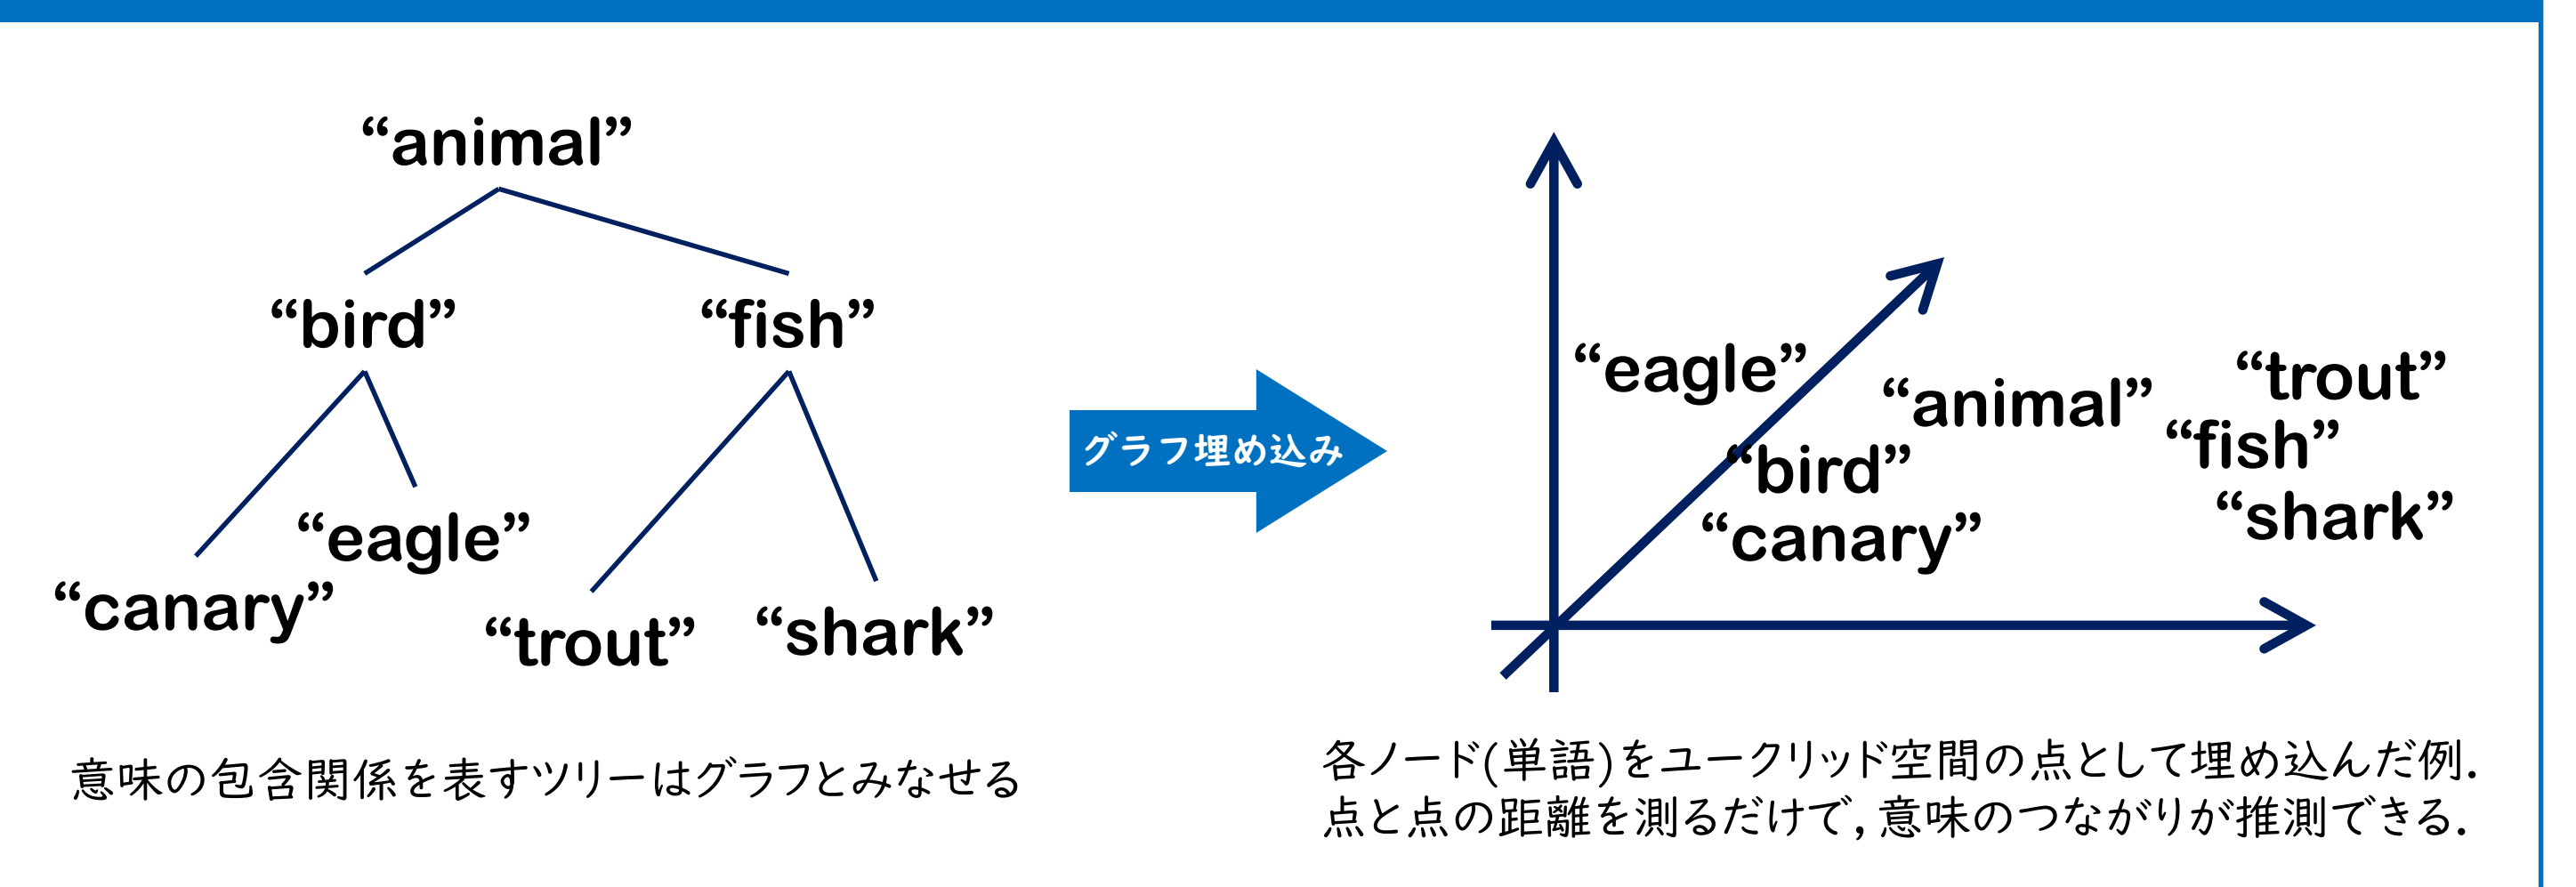 “animal”
“bird”
“fish”
“eagle”
“canary”
“trout”
“shark”
意味の包含関係を表すツリーはグラフとみなせる
グラフ埋め込み
“eagle”
“animal”
“trout”
“fish”
“bird”
“shark”
“canary”
各ノード(単語)をユークリッド空間の点として埋め込んだ例.
点と点の距離を測るだけで, 意味のつながりが推測できる.